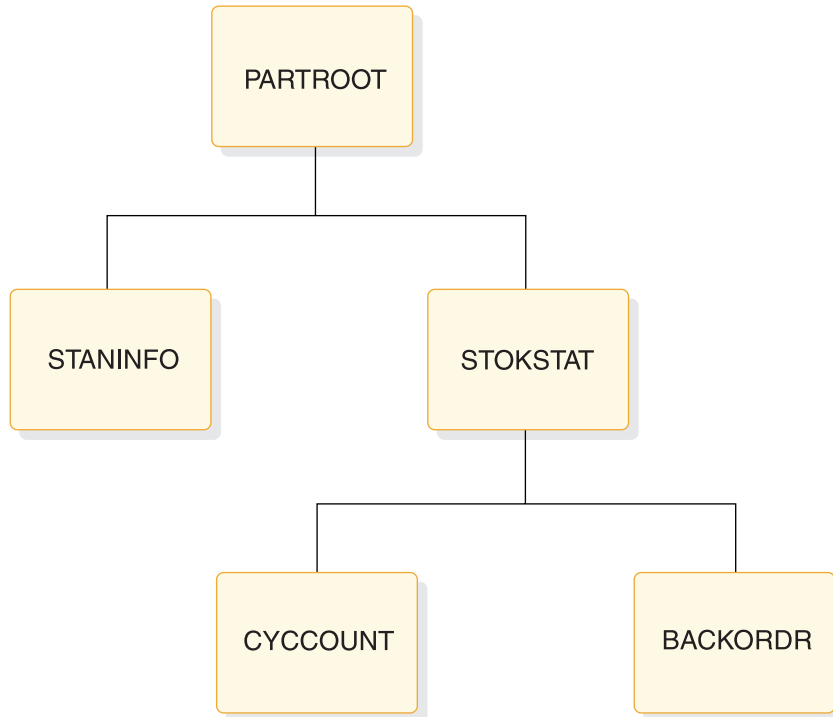 PARTROOT
STANINFO
STOKSTAT
CYCCOUNT
BACKORDR